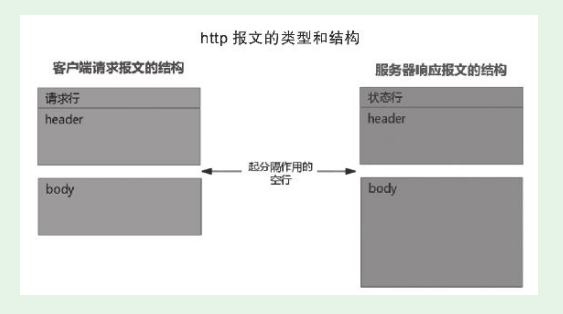 http 报文的类型和结构
客户端请求报文的结构
请求行
header
body
起分隔作用的
空行
服务器响应报文的结构
状态行
header
body